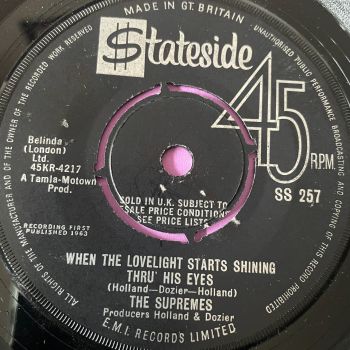 MADE IN GT. BRITAIN
ALL RIGHTS OF THE MANUFACTURER AND OF THE OWNER OF THE RECORDED WORK RESERVED
UNAUTHORISED PUBLIC PERFORMANCE BROADCASTING AND COPYING OF THIS RECORD PROHIBITED
$tateside
45
R.P.M.
Belinda
(London)
Ltd.
45KR-4217
A Tamla-Motown
Prod.
SS 257
SOLD IN U.K. SUBJECT TO
RESALE PRICE CONDITIONS
SEE PRICE LISTS
RECORDING FIRST
PUBLISHED 1963
WHEN THE LOVELIGHT STARTS SHINING
THRU' HIS EYES
(Holland—Dozier—Holland)
THE SUPREMES
Producers Holland & Dozier
E.M.I. RECORDS LIMITED